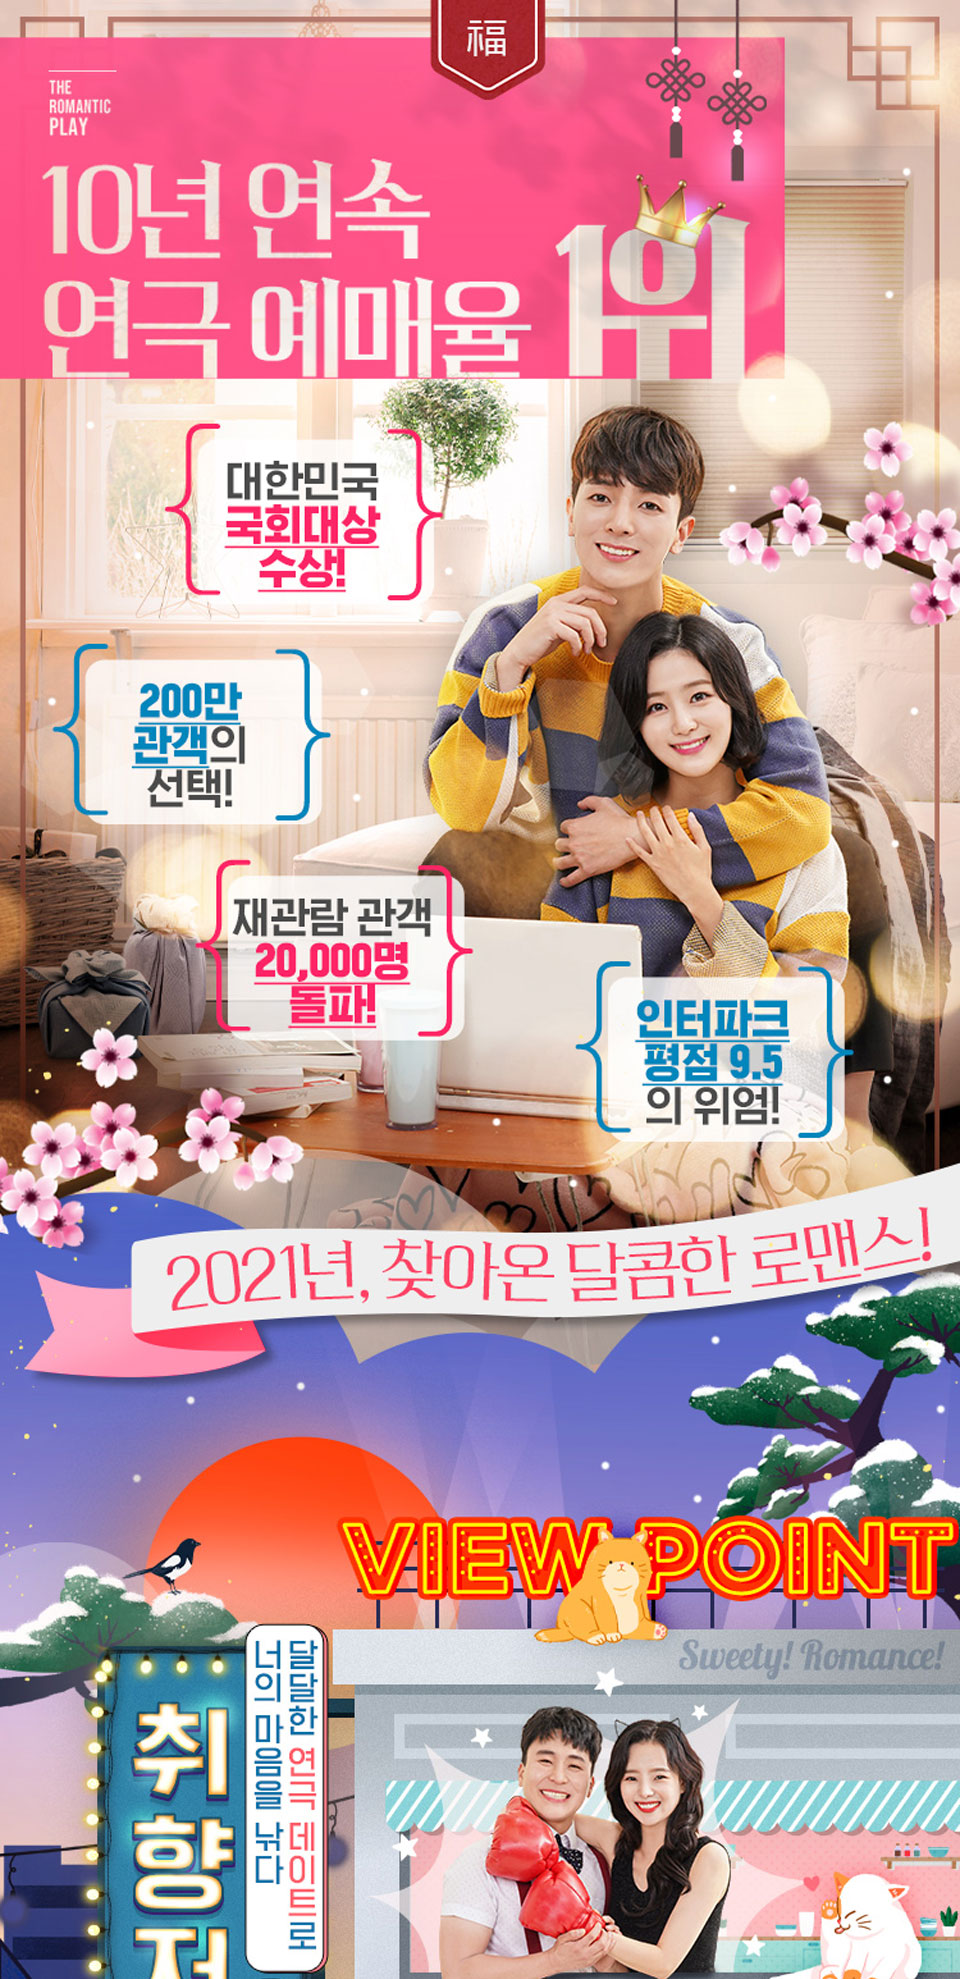 福
THE
ROMANTIC
PLAY
10년 연속
연극 예매율 1위
대한민국
국회대상
수상!
200만
관객의
선택!
재관람 관객
20,000명
돌파!
인터파크
평점 9.5
의 위엄!
2021년, 찾아온 달콤한 로맨스!
VIEW POINT
Sweety! Romance!
달달한 연극 데이트로
너의 마음을 낚다
취향저